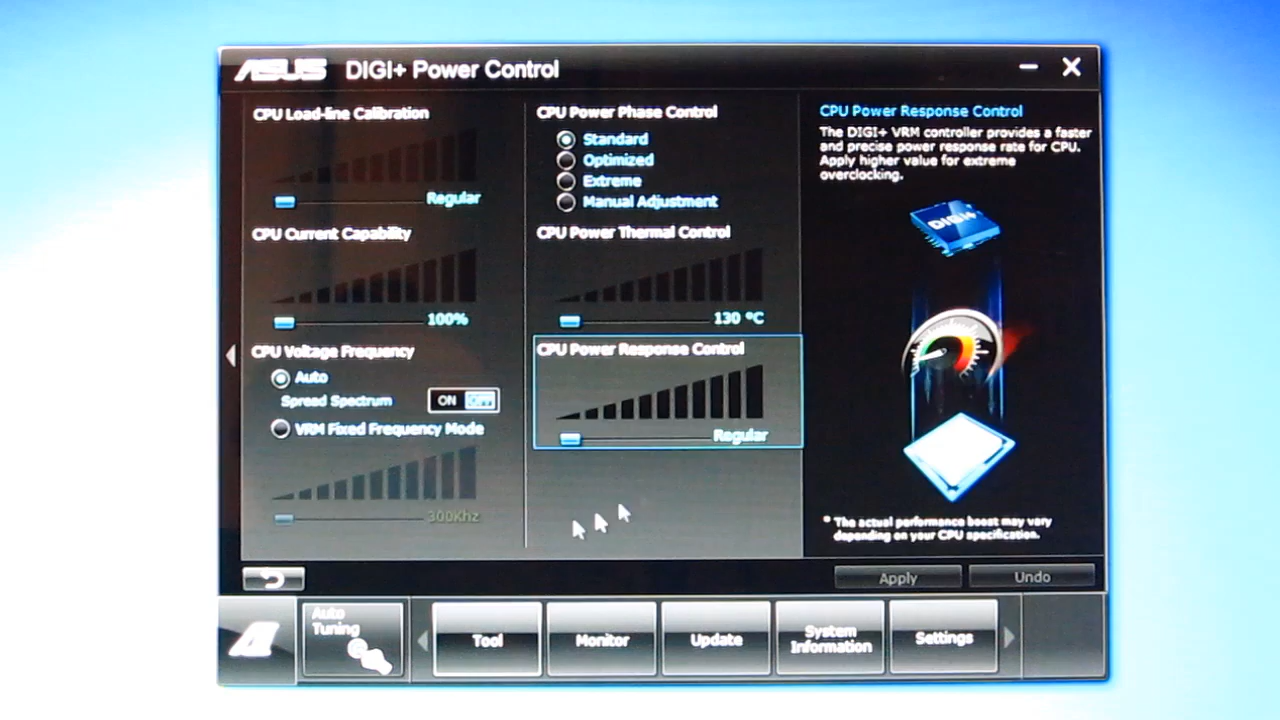 ASUS DIGI+ Power Control
CPU Load-line Calibration
Regular
CPU Current Capability
100%
CPU Voltage Frequency
Auto
Spread Spectrum
ON OFF
VRM Fixed Frequency Mode
300Khz
CPU Power Phase Control
Standard
Optimized
Extreme
Manual Adjustment
CPU Power Thermal Control
130 °C
CPU Power Response Control
Regular
CPU Power Response Control
The DIGI+ VRM controller provides a faster
and precise power response rate for CPU.
Apply higher value for extreme
overclocking.
DIGI+
* The actual performance boost may vary
depending on your CPU specification.
Apply
Undo
Auto
Tuning
Tool
Monitor
Update
System
Information
Settings